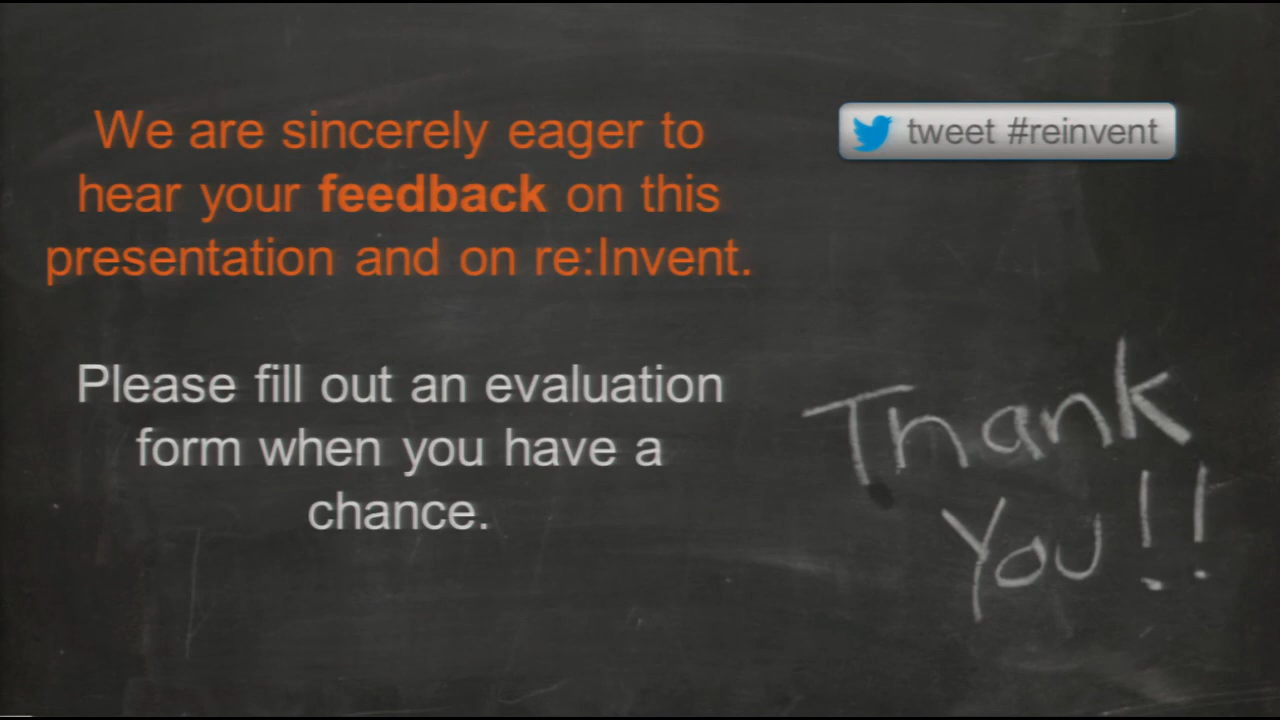 We are sincerely eager to
hear your feedback on this
presentation and on re:Invent.
Please fill out an evaluation
form when you have a
chance.
tweet #reinvent
Thank
You!!